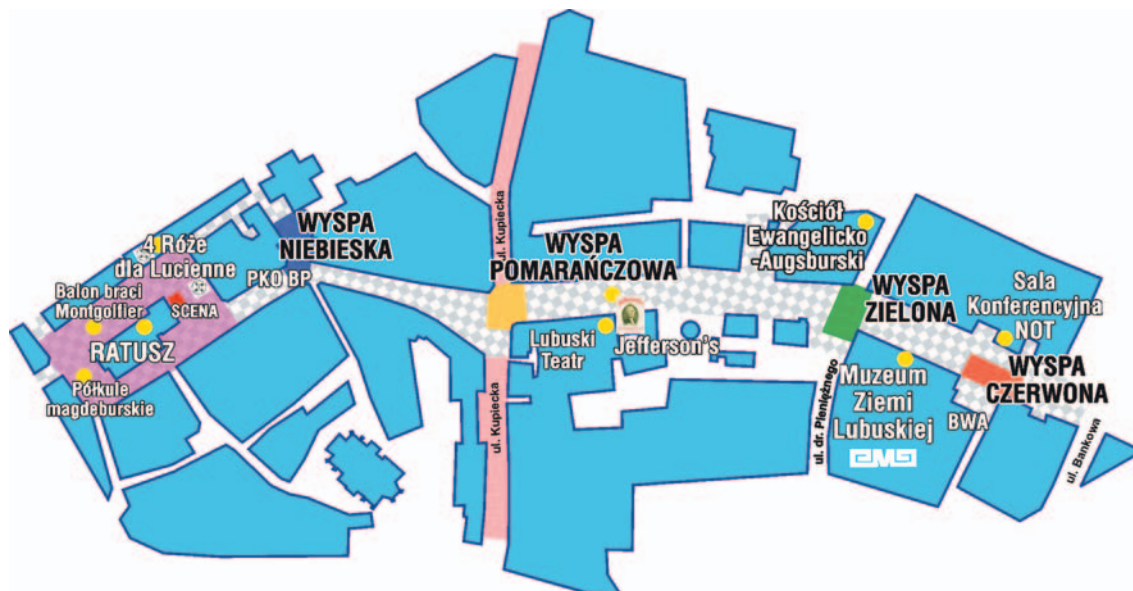 ul. Kupiecka
WYSPA
NIEBIESKA
4 Róże
dla Lucienne
PKO BP
Balon braci
Montgolfier
SCENA
RATUSZ
Półkule
magdeburskie
WYSPA
POMARAŃCZOWA
Lubuski
Teatr
Jefferson's
ul. Kupiecka
Kościół
Ewangelicko
-Augsburski
WYSPA
ZIELONA
Sala
Konferencyjna
NOT
WYSPA
CZERWONA
Muzeum
Ziemi
Lubuskiej
BWA
ul. dr. Pieniężnego
ul. Bankowa